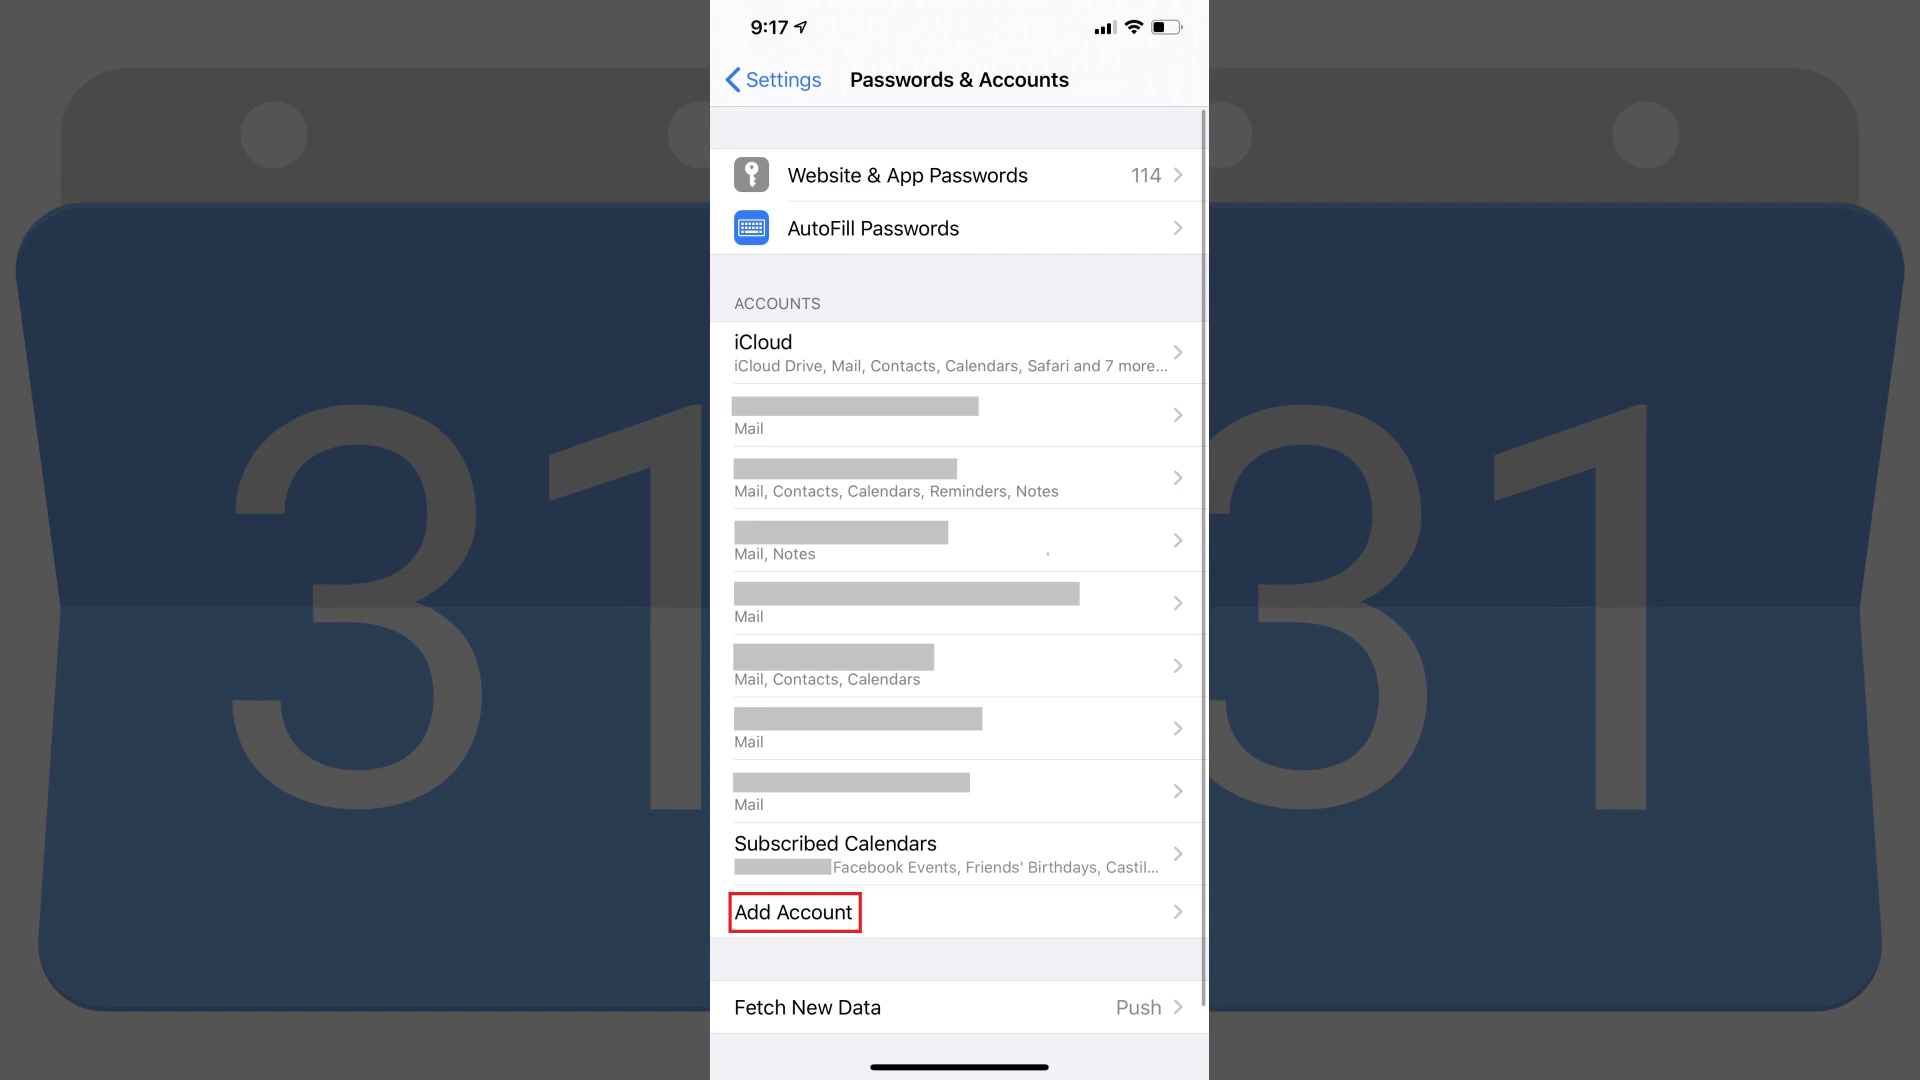 9:17
Settings
Passwords & Accounts
Website & App Passwords 114
AutoFill Passwords
ACCOUNTS
iCloud
iCloud Drive, Mail, Contacts, Calendars, Safari and 7 more...
Mail
Mail, Contacts, Calendars, Reminders, Notes
Mail, Notes
Mail
Mail, Contacts, Calendars
Mail
Mail
Subscribed Calendars
Facebook Events, Friends' Birthdays, Castil...
Add Account
Fetch New Data Push
31
31